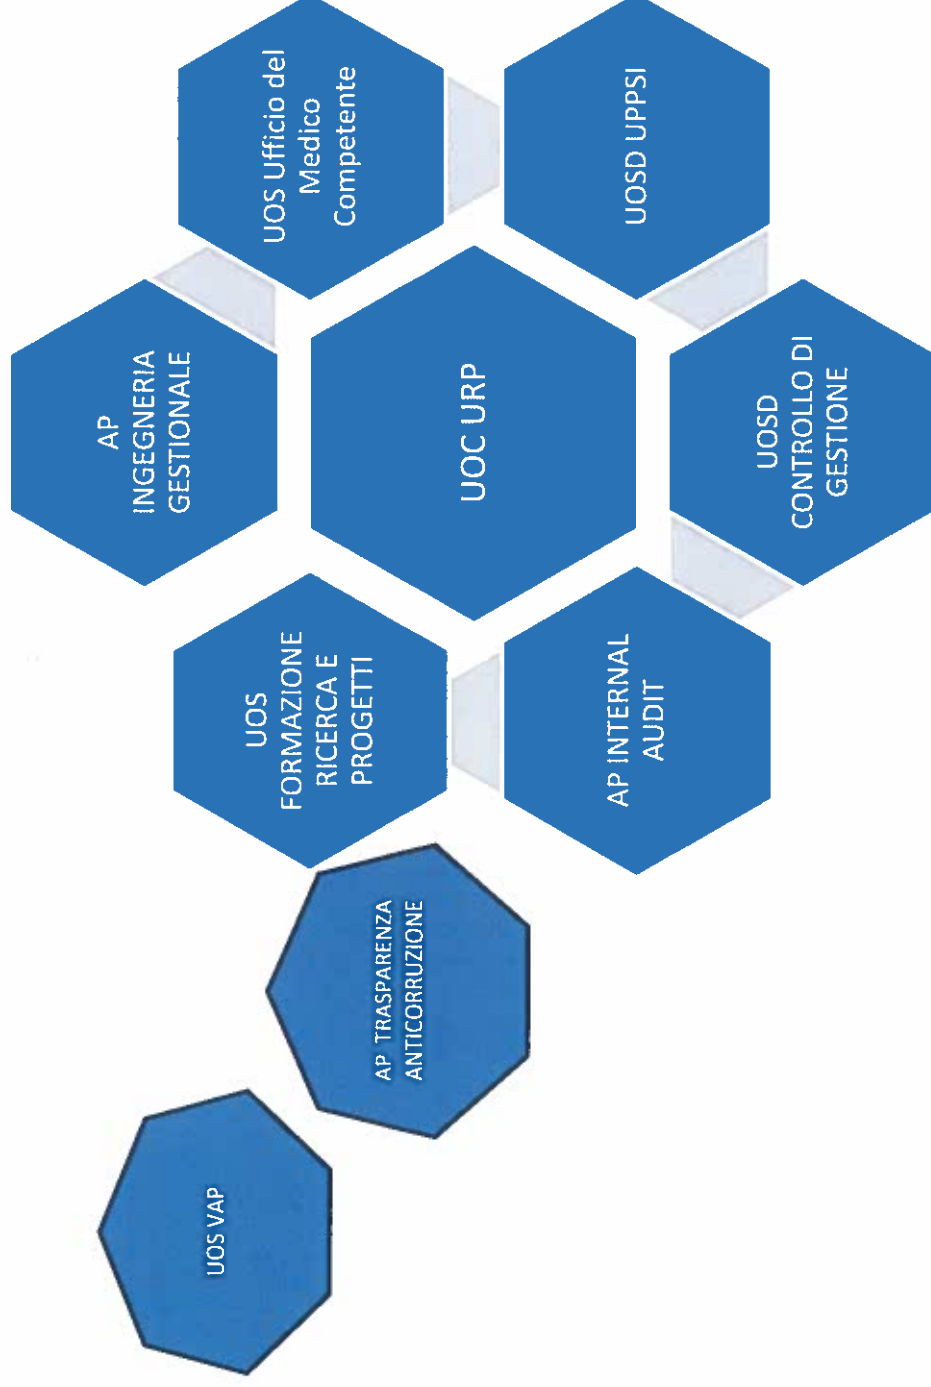 AP
INGEGNERIA
GESTIONALE
UOS VAP
UOS
FORMAZIONE
RICERCA E
PROGETTI
UOS Ufficio del
Medico
Competente
AP TRASPARENZA
ANTICORRUZIONE
UOC URP
AP INTERNAL
AUDIT
UOSD UPPSI
UOSD
CONTROLLO DI
GESTIONE